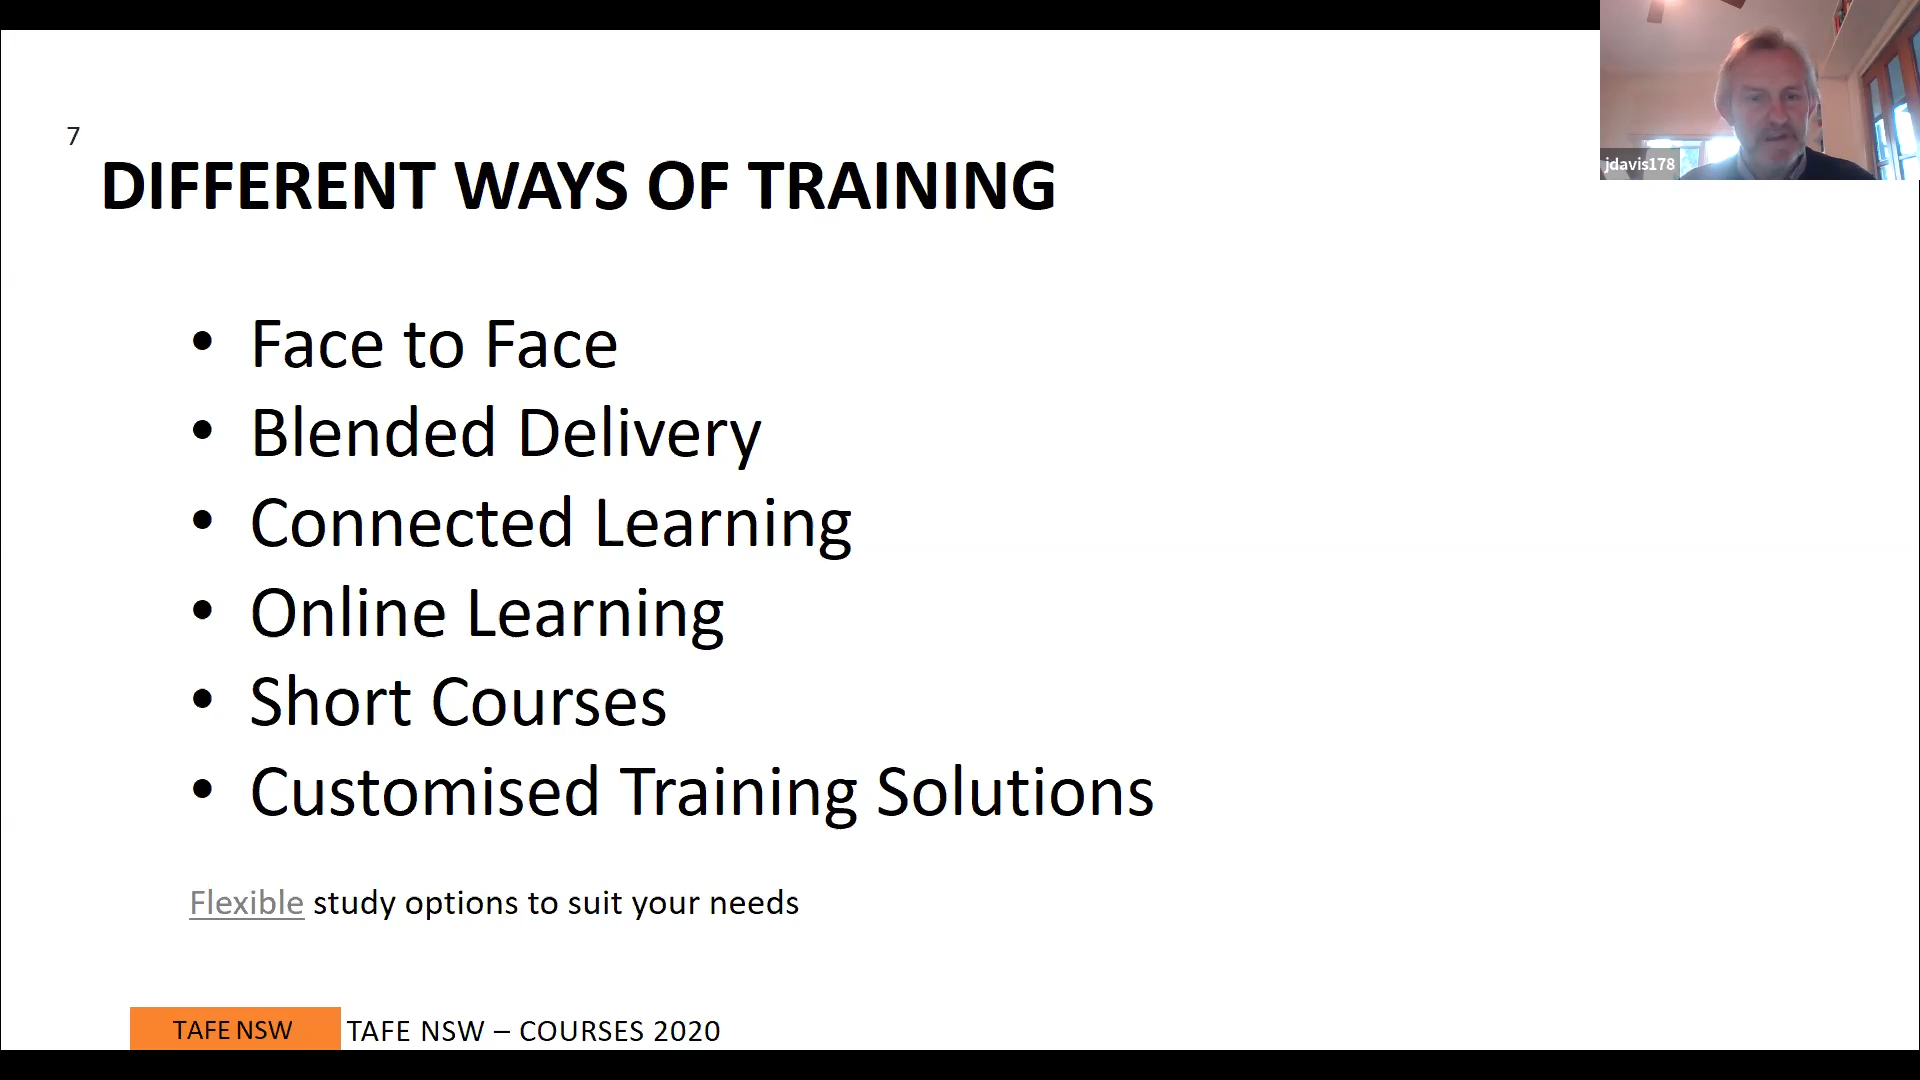 7
DIFFERENT WAYS OF TRAINING
jdavis178
• Face to Face
• Blended Delivery
• Connected Learning
• Online Learning
• Short Courses
• Customised Training Solutions
Flexible study options to suit your needs
TAFE NSW TAFE NSW – COURSES 2020